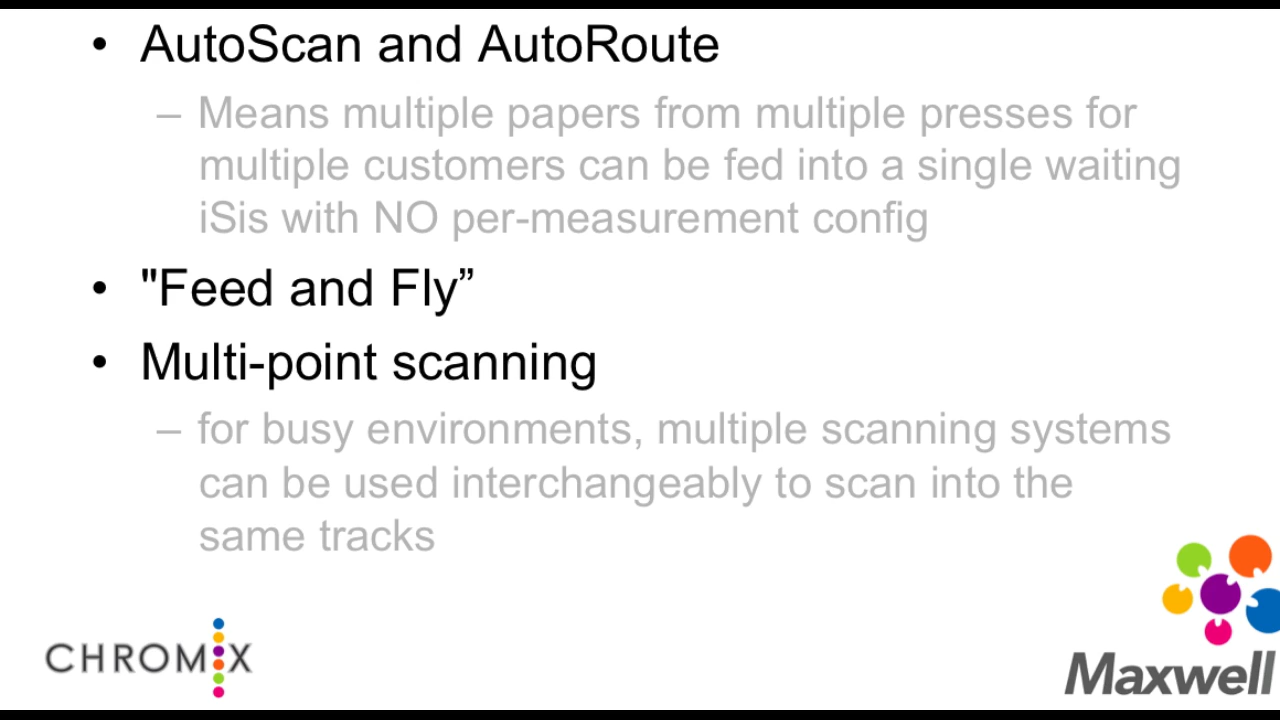 • AutoScan and AutoRoute
– Means multiple papers from multiple presses for
multiple customers can be fed into a single waiting
iSis with NO per-measurement config
• "Feed and Fly”
• Multi-point scanning
– for busy environments, multiple scanning systems
can be used interchangeably to scan into the
same tracks
CHROMIX
Maxwell